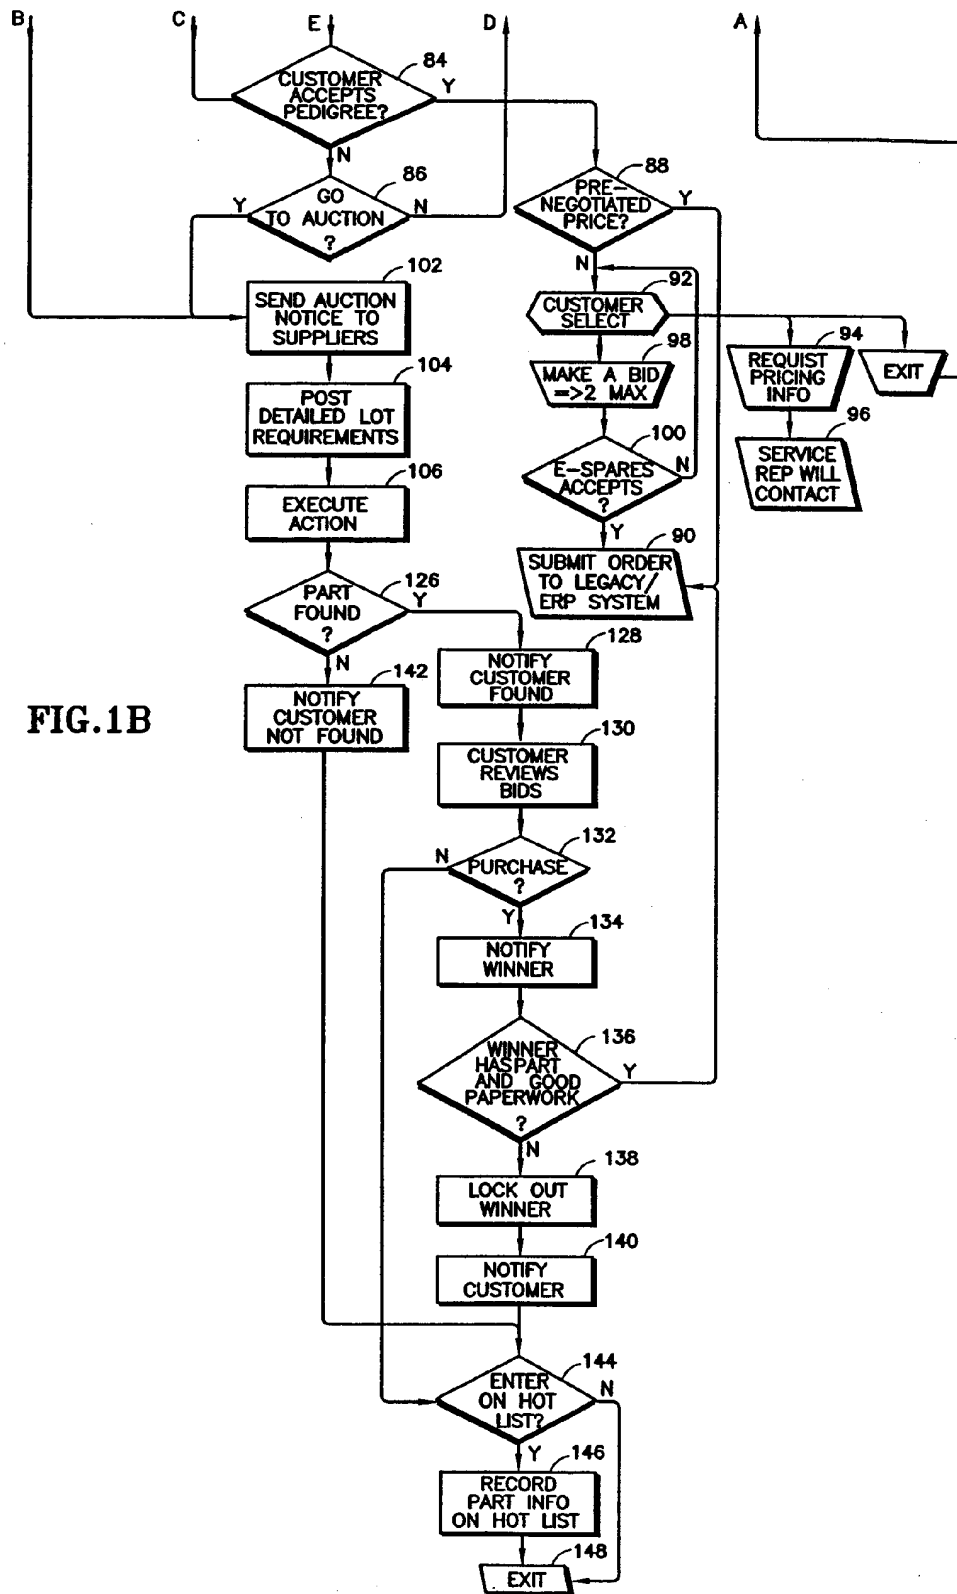 B
C
E
D
A
84
CUSTOMER
ACCEPTS
PEDIGREE?
Y
N
86
GO
TO AUCTION
?
Y
N
88
PRE-
NEGOTIATED
PRICE?
Y
N
102
SEND AUCTION
NOTICE TO
SUPPLIERS
92
CUSTOMER
SELECT
94
REQUIST
PRICING
INFO
EXIT
98
MAKE A BID
=>2 MAX
104
POST
DETAILED LOT
REQUIREMENTS
96
SERVICE
REP WILL
CONTACT
100
E-SPARES
ACCEPTS
?
N
Y
106
EXECUTE
ACTION
90
SUBMIT ORDER
TO LEGACY/
ERP SYSTEM
126
PART
FOUND
?
Y
N
128
NOTIFY
CUSTOMER
FOUND
142
NOTIFY
CUSTOMER
NOT FOUND
FIG.1B
130
CUSTOMER
REVIEWS
BIDS
132
PURCHASE
?
N
Y
134
NOTIFY
WINNER
136
WINNER
HASPART
AND GOOD
PAPERWORK
?
Y
N
138
LOCK OUT
WINNER
140
NOTIFY
CUSTOMER
144
ENTER
ON HOT
LIST?
N
Y
146
RECORD
PART INFO
ON HOT LIST
148
EXIT